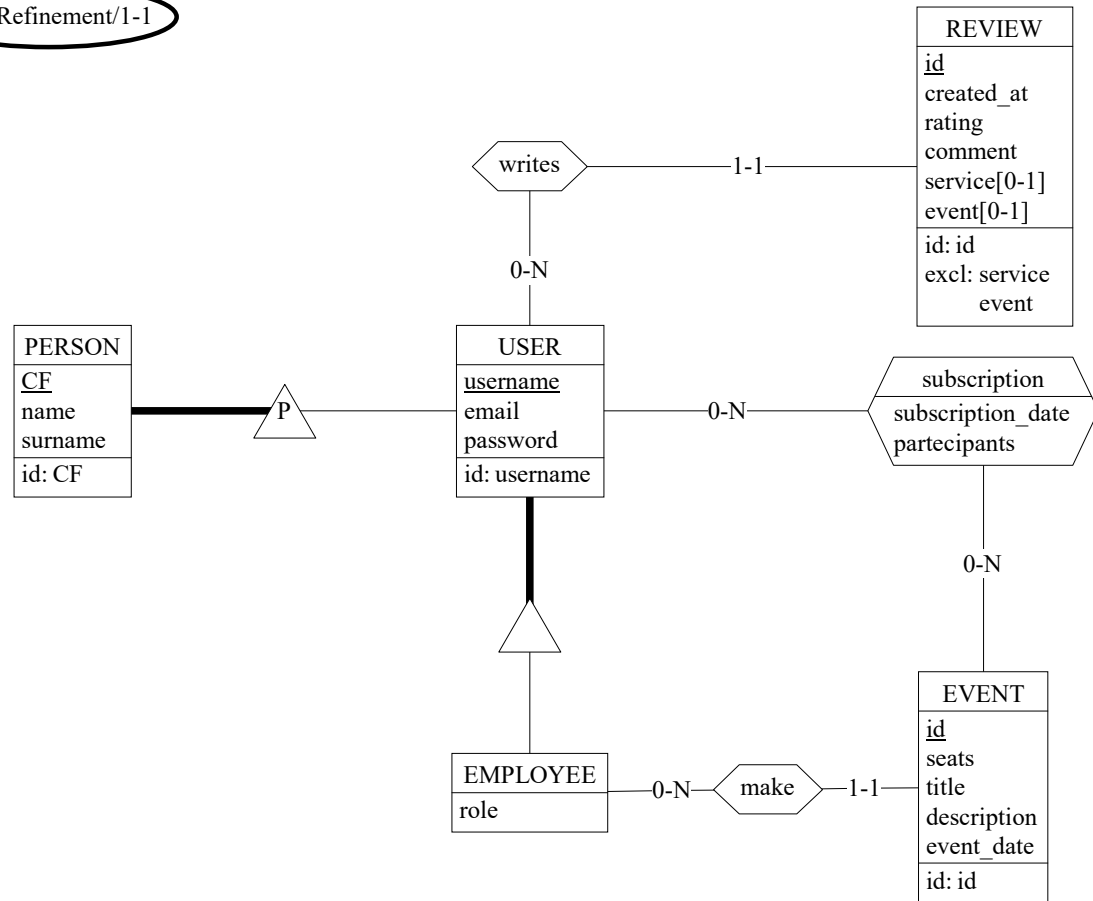 Refinement/1-1
REVIEW
id
created_at
rating
comment
service[0-1]
event[0-1]
id: id
excl: service
event
writes
1-1
0-N
PERSON
CF
name
surname
id: CF
P
USER
username
email
password
id: username
0-N
subscription
subscription_date
partecipants
0-N
EMPLOYEE
role
0-N
make
1-1
EVENT
id
seats
title
description
event_date
id: id